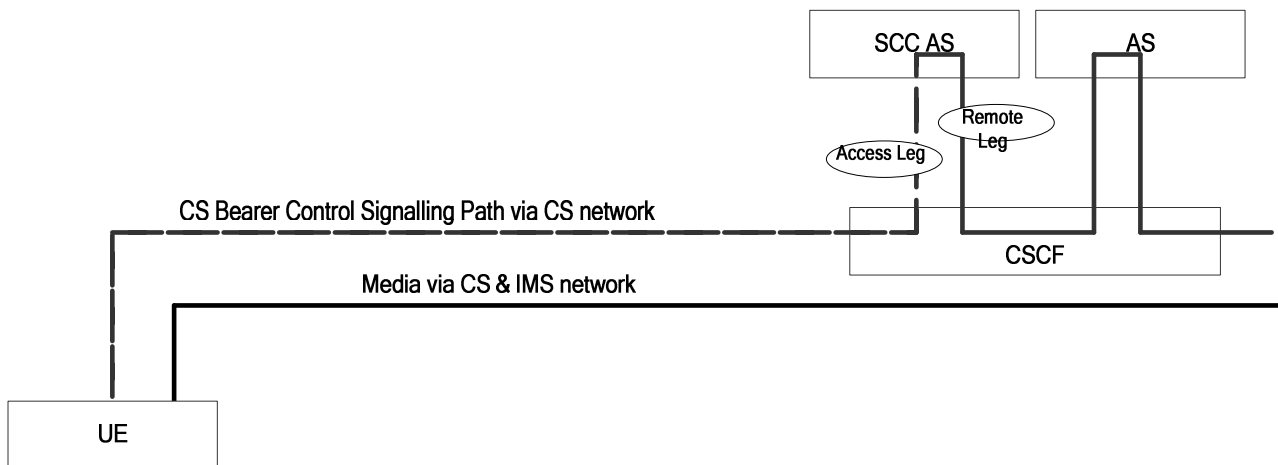 SCC AS
AS
Remote
Leg
Access Leg
CS Bearer Control Signalling Path via CS network
CSCF
Media via CS & IMS network
UE